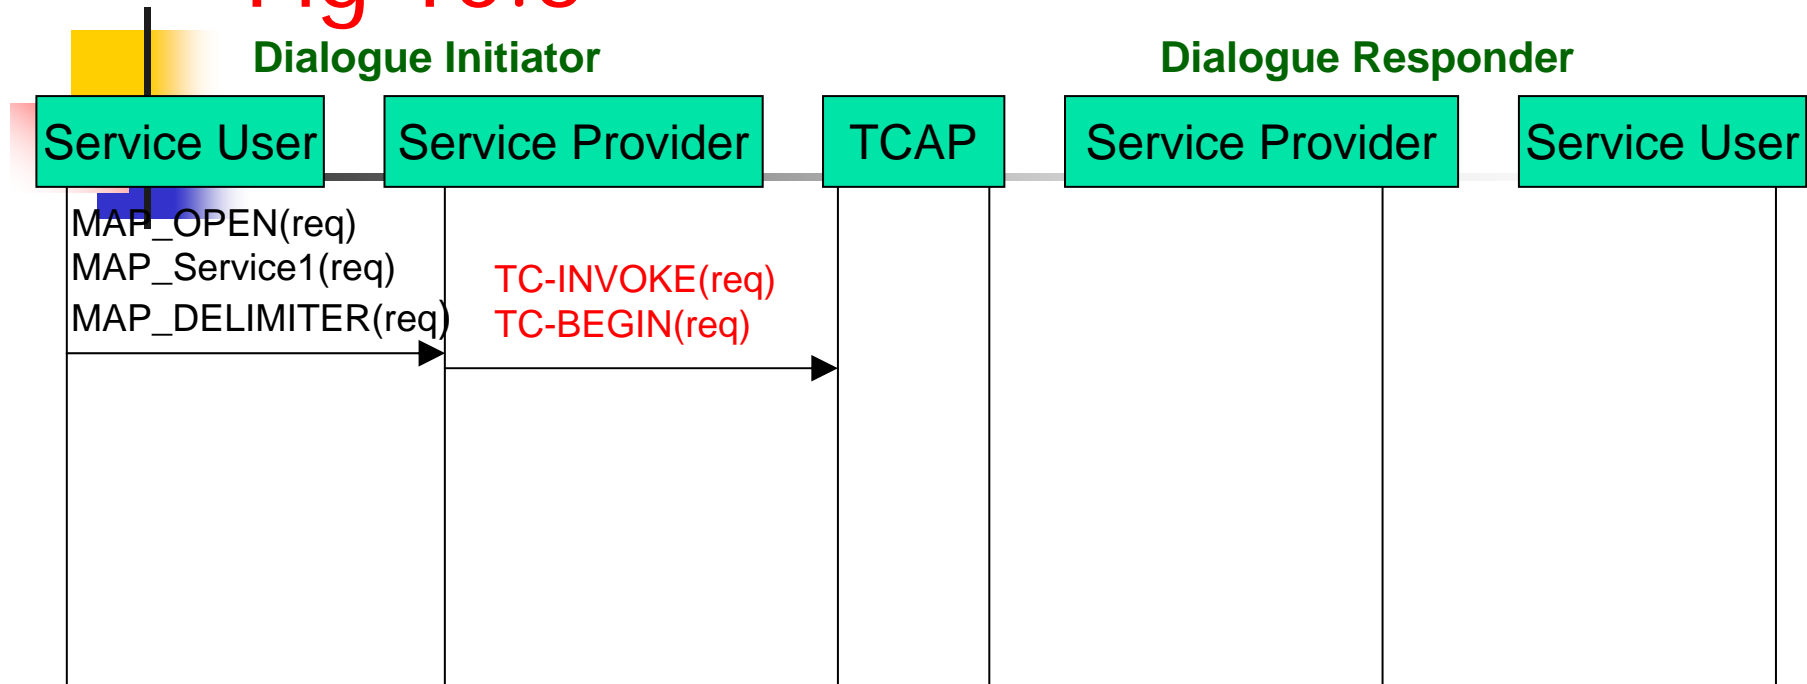 Dialogue Initiator
Dialogue Responder
Service User
Service Provider
TCAP
Service Provider
Service User
MAP_OPEN(req)
MAP_Service1(req)
MAP_DELIMITER(req)
TC-INVOKE(req)
TC-BEGIN(req)